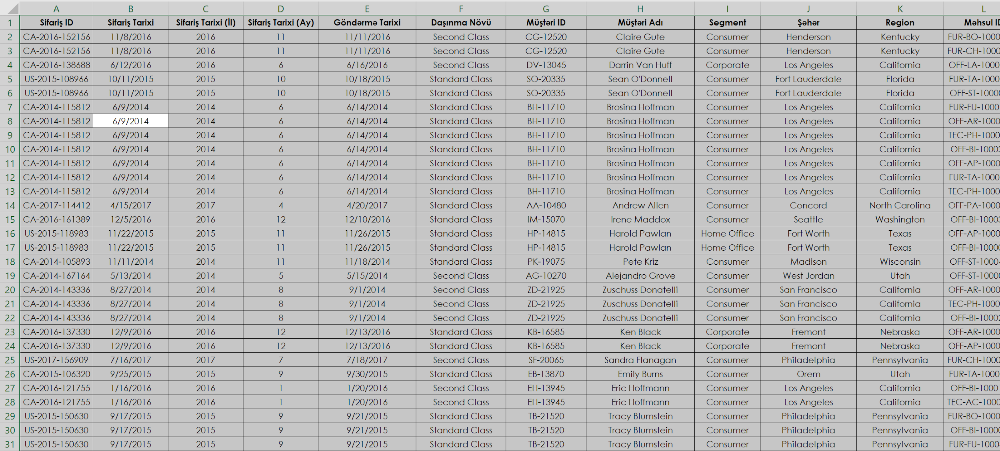 A B C D E F G H I J K L
1 Sifariş ID Sifariş Tarixi Sifariş Tarixi (İl) Sifariş Tarixi (Ay) Göndərmə Tarixi Daşınma Növü Müştəri ID Müştəri Adı Segment Şəhər Region Məhsul ID
2 CA-2016-152156 11/8/2016 2016 11 11/11/2016 Second Class CG-12520 Claire Gute Consumer Henderson Kentucky FUR-BO-1000
3 CA-2016-152156 11/8/2016 2016 11 11/11/2016 Second Class CG-12520 Claire Gute Consumer Henderson Kentucky FUR-CH-1000
4 CA-2016-138688 6/12/2016 2016 6 6/16/2016 Second Class DV-13045 Darrin Van Huff Corporate Los Angeles California OFF-LA-1000
5 US-2015-108966 10/11/2015 2015 10 10/18/2015 Standard Class SO-20335 Sean O'Donnell Consumer Fort Lauderdale Florida FUR-TA-1000
6 US-2015-108966 10/11/2015 2015 10 10/18/2015 Standard Class SO-20335 Sean O'Donnell Consumer Fort Lauderdale Florida OFF-ST-10000
7 CA-2014-115812 6/9/2014 2014 6 6/14/2014 Standard Class BH-11710 Brosina Hoffman Consumer Los Angeles California FUR-FU-1000
8 CA-2014-115812 6/9/2014 2014 6 6/14/2014 Standard Class BH-11710 Brosina Hoffman Consumer Los Angeles California OFF-AR-1000
9 CA-2014-115812 6/9/2014 2014 6 6/14/2014 Standard Class BH-11710 Brosina Hoffman Consumer Los Angeles California TEC-PH-1000
10 CA-2014-115812 6/9/2014 2014 6 6/14/2014 Standard Class BH-11710 Brosina Hoffman Consumer Los Angeles California OFF-BI-10003
11 CA-2014-115812 6/9/2014 2014 6 6/14/2014 Standard Class BH-11710 Brosina Hoffman Consumer Los Angeles California OFF-AP-1000
12 CA-2014-115812 6/9/2014 2014 6 6/14/2014 Standard Class BH-11710 Brosina Hoffman Consumer Los Angeles California FUR-TA-1000
13 CA-2014-115812 6/9/2014 2014 6 6/14/2014 Standard Class BH-11710 Brosina Hoffman Consumer Los Angeles California TEC-PH-1000
14 CA-2017-114412 4/15/2017 2017 4 4/20/2017 Standard Class AA-10480 Andrew Allen Consumer Concord North Carolina OFF-PA-1000
15 CA-2016-161389 12/5/2016 2016 12 12/10/2016 Standard Class IM-15070 Irene Maddox Consumer Seattle Washington OFF-BI-10003
16 US-2015-118983 11/22/2015 2015 11 11/26/2015 Standard Class HP-14815 Harold Pawlan Home Office Fort Worth Texas OFF-AP-1000
17 US-2015-118983 11/22/2015 2015 11 11/26/2015 Standard Class HP-14815 Harold Pawlan Home Office Fort Worth Texas OFF-BI-10000
18 CA-2014-105893 11/11/2014 2014 11 11/18/2014 Standard Class PK-19075 Pete Kriz Consumer Madison Wisconsin OFF-ST-10004
19 CA-2014-167164 5/13/2014 2014 5 5/15/2014 Second Class AG-10270 Alejandro Grove Consumer West Jordan Utah OFF-ST-10000
20 CA-2014-143336 8/27/2014 2014 8 9/1/2014 Second Class ZD-21925 Zuschuss Donatelli Consumer San Francisco California OFF-AR-1000
21 CA-2014-143336 8/27/2014 2014 8 9/1/2014 Second Class ZD-21925 Zuschuss Donatelli Consumer San Francisco California TEC-PH-1000
22 CA-2014-143336 8/27/2014 2014 8 9/1/2014 Second Class ZD-21925 Zuschuss Donatelli Consumer San Francisco California OFF-BI-10002
23 CA-2016-137330 12/9/2016 2016 12 12/13/2016 Standard Class KB-16585 Ken Black Corporate Fremont Nebraska OFF-AR-1000
24 CA-2016-137330 12/9/2016 2016 12 12/13/2016 Standard Class KB-16585 Ken Black Corporate Fremont Nebraska OFF-AP-1000
25 US-2017-156909 7/16/2017 2017 7 7/18/2017 Second Class SF-20065 Sandra Flanagan Consumer Philadelphia Pennsylvania FUR-CH-1000
26 CA-2015-106320 9/25/2015 2015 9 9/30/2015 Standard Class EB-13870 Emily Burns Consumer Orem Utah FUR-TA-1000
27 CA-2016-121755 1/16/2016 2016 1 1/20/2016 Second Class EH-13945 Eric Hoffmann Consumer Los Angeles California OFF-BI-10001
28 CA-2016-121755 1/16/2016 2016 1 1/20/2016 Second Class EH-13945 Eric Hoffmann Consumer Los Angeles California TEC-AC-1000
29 US-2015-150630 9/17/2015 2015 9 9/21/2015 Standard Class TB-21520 Tracy Blumstein Consumer Philadelphia Pennsylvania FUR-BO-1000
30 US-2015-150630 9/17/2015 2015 9 9/21/2015 Standard Class TB-21520 Tracy Blumstein Consumer Philadelphia Pennsylvania OFF-BI-10000
31 US-2015-150630 9/17/2015 2015 9 9/21/2015 Standard Class TB-21520 Tracy Blumstein Consumer Philadelphia Pennsylvania FUR-FU-1000